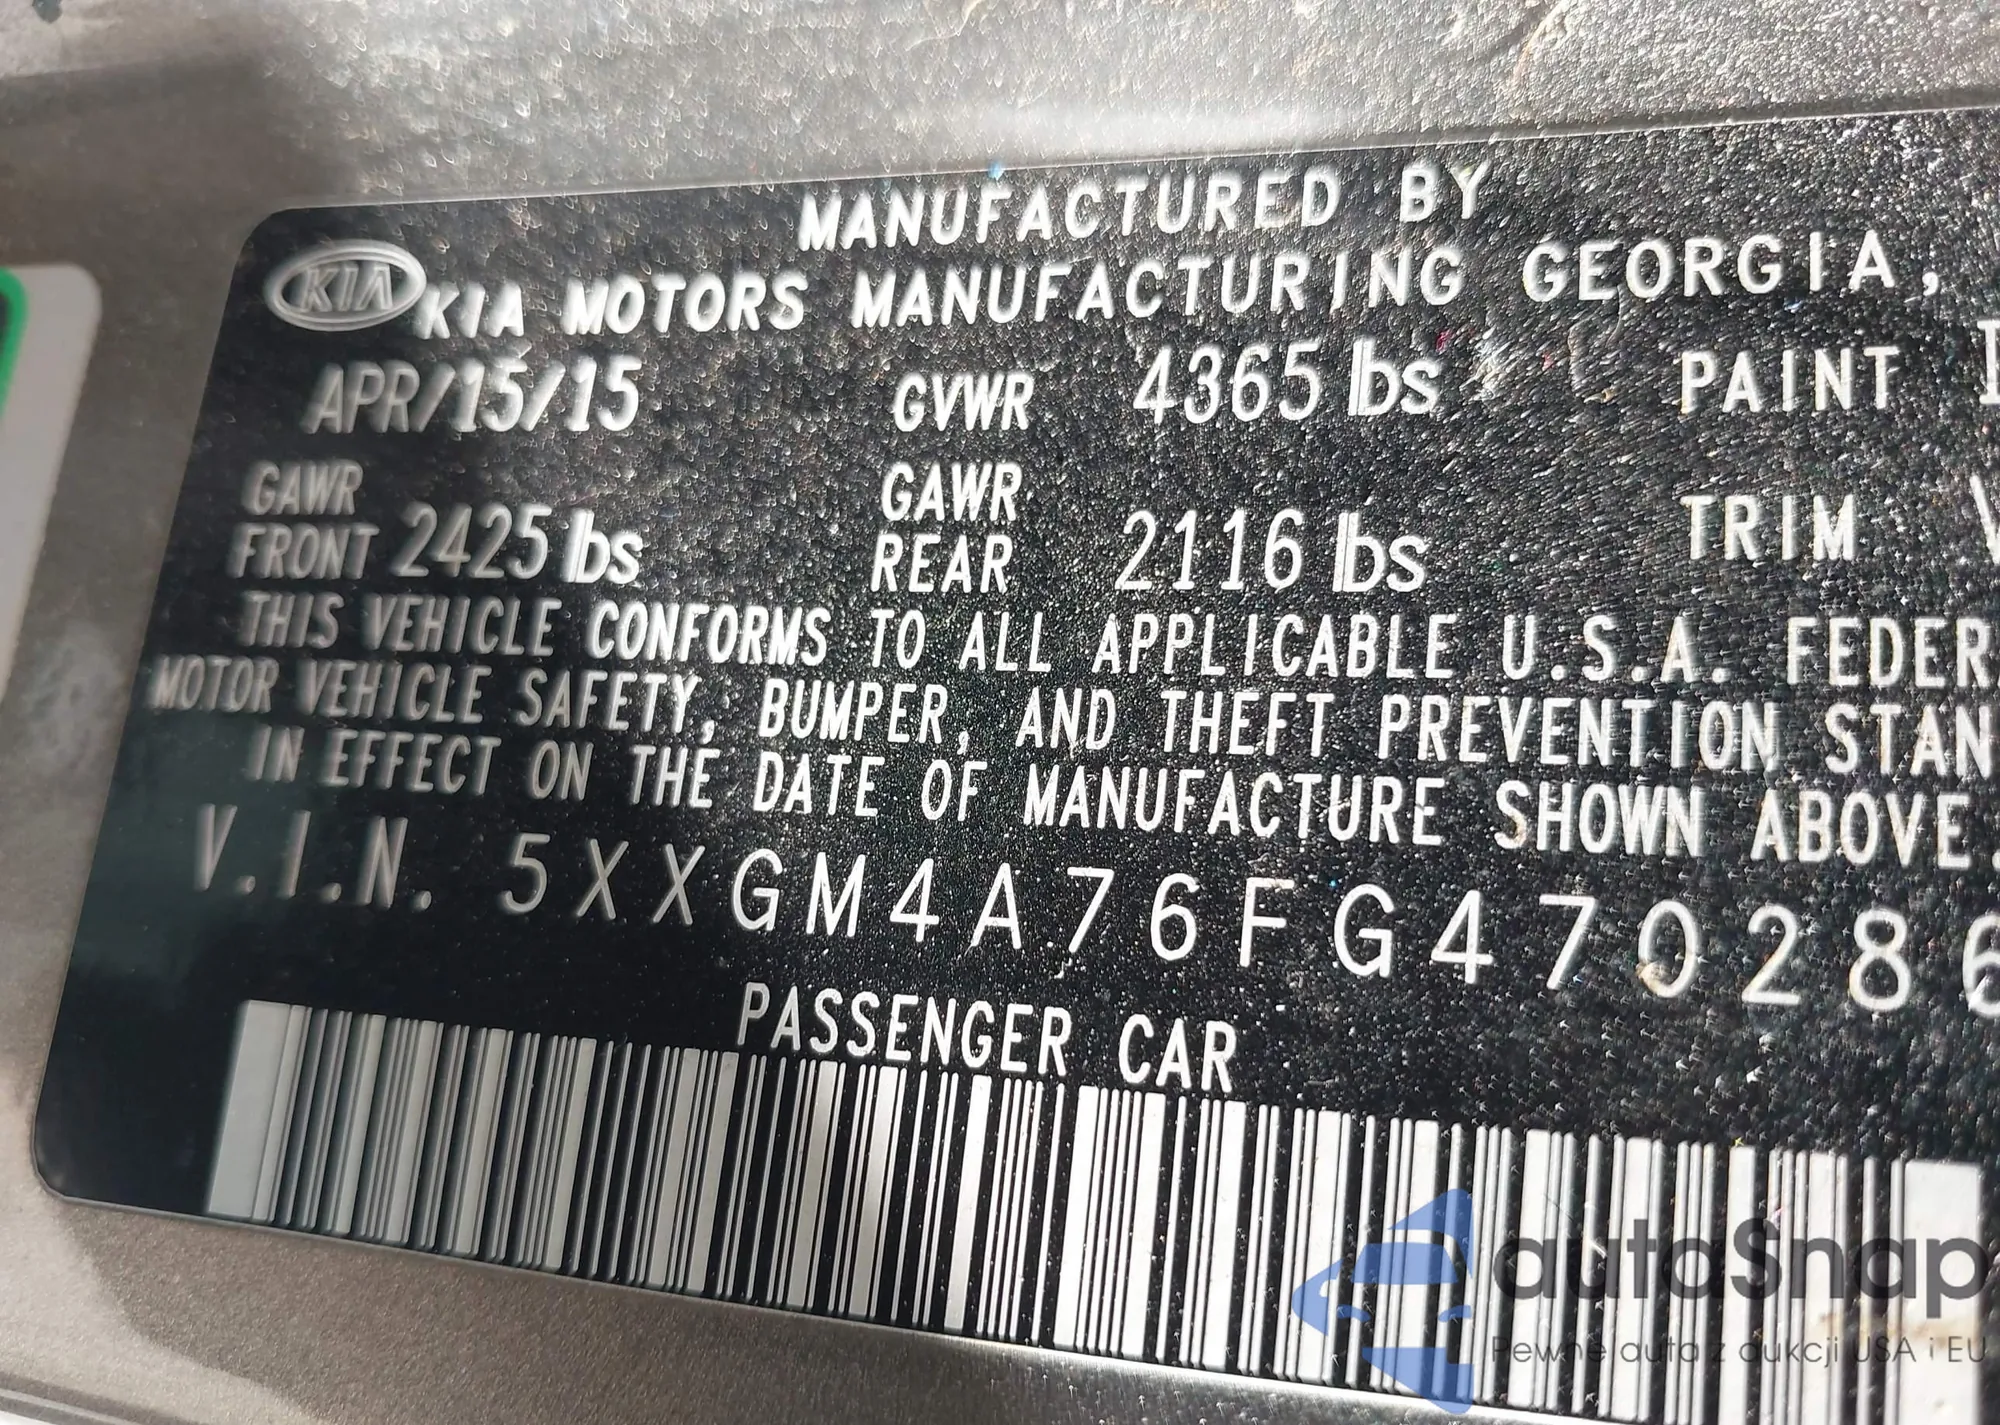 MANUFACTURED BY
KIA KIA MOTORS MANUFACTURING GEORGIA,
APR/15/15 GVWR 4365 lbs PAINT
GAWR FRONT 2425 lbs GAWR REAR 2116 lbs TRIM
THIS VEHICLE CONFORMS TO ALL APPLICABLE U.S.A. FEDER
MOTOR VEHICLE SAFETY, BUMPER, AND THEFT PREVENTION STAN
IN EFFECT ON THE DATE OF MANUFACTURE SHOWN ABOVE.
V.I.N. 5XXGM4A76FG470286
PASSENGER CAR
autaSnap
Pewne auta z aukcji USA i EU